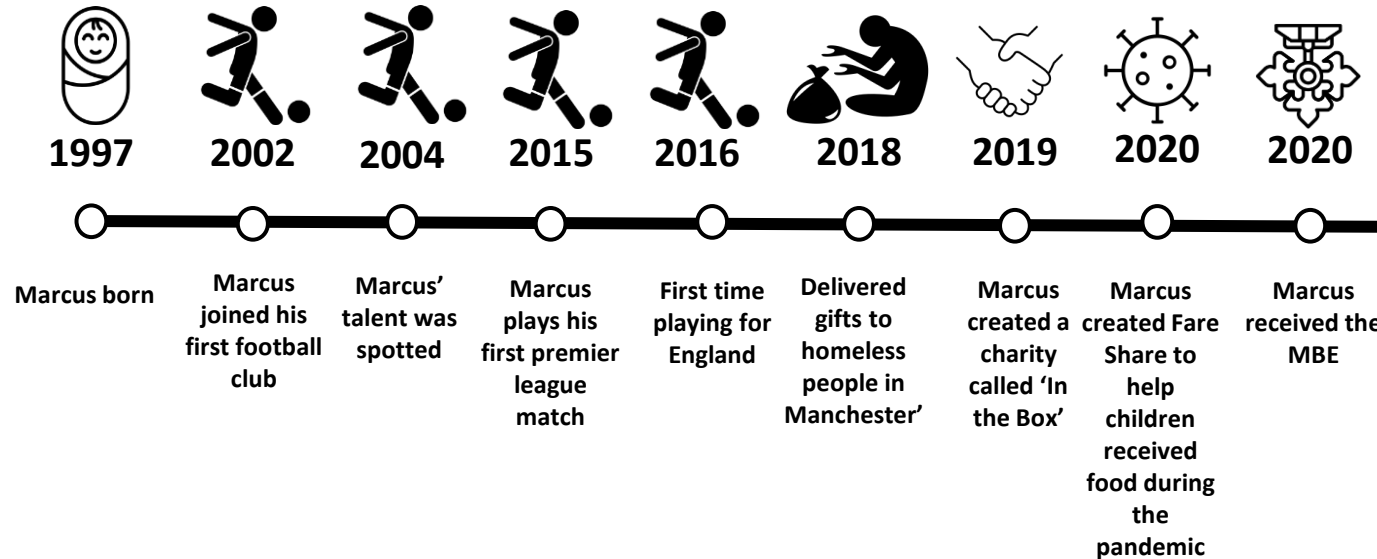 1997
2002
2004
2015
2016
2018
2019
2020
2020
Marcus born
Marcus
joined his
first football
club
Marcus’
talent was
spotted
Marcus
plays his
first premier
league
match
First time
playing for
England
Delivered
gifts to
homeless
people in
Manchester’
Marcus
created a
charity
called ‘In
the Box’
Marcus
created Fare
Share to
help
children
received
food during
the
pandemic
Marcus
received the
MBE